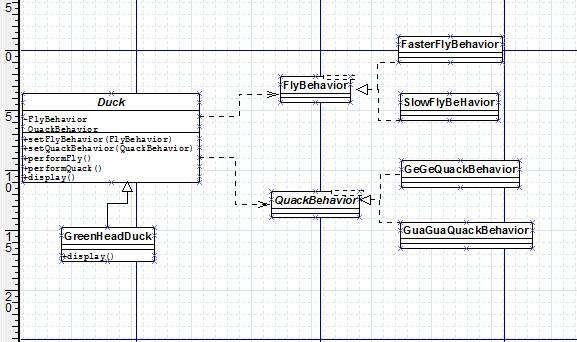 5
0
5
1
0
1
5
2
0
Duck
-FlyBehavior
QuackBehavior
+setFlyBehavior(FlyBehavior)
+setQuackBehavior(QuackBehavior)
+performFly()
+performQuack()
+display()
GreenHeadDuck
+display()
FlyBehavior
QuackBehavior
FasterFlyBehavior
SlowFlyBeHavior
GeGeQuackBehavior
GuaGuaQuackBehavior